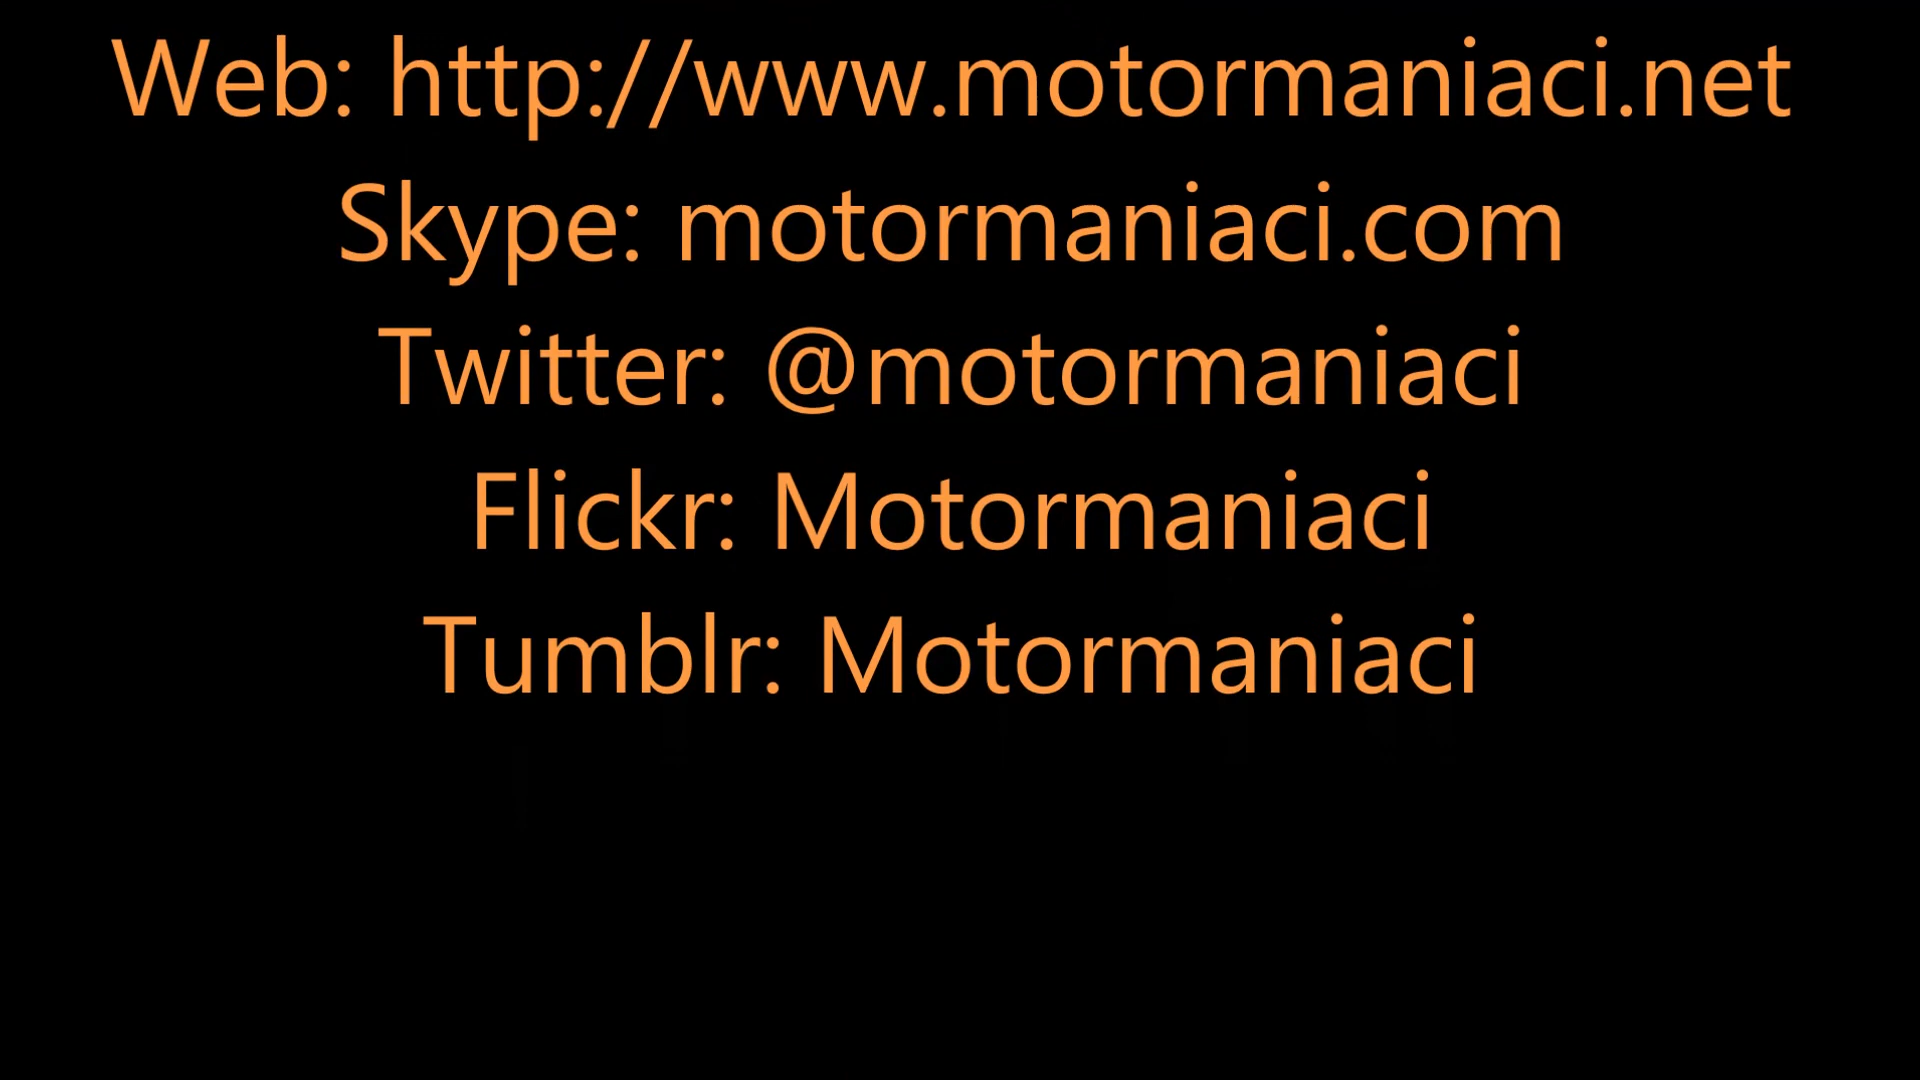 Web: http://www.motormaniaci.net
Skype: motormaniaci.com
Twitter: @motormaniaci
Flickr: Motormaniaci
Tumblr: Motormaniaci